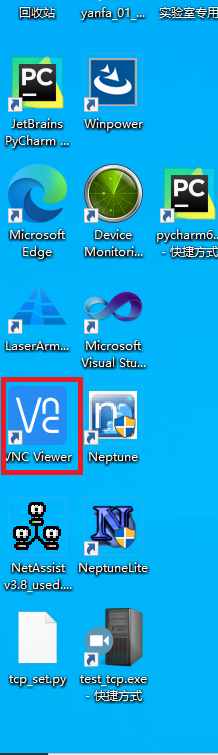 回收站
yanfa_01_...
实验室专用
JetBrains
PyCharm ...
Winpower
Microsoft
Edge
Device
Monitori...
pycharm6...
- 快捷方式
LaserArm...
Microsoft
Visual Stu...
VNC Viewer
Neptune
NetAssist
v3.8_used....
NeptuneLite
tcp_set.py
test_tcp.exe
- 快捷方式